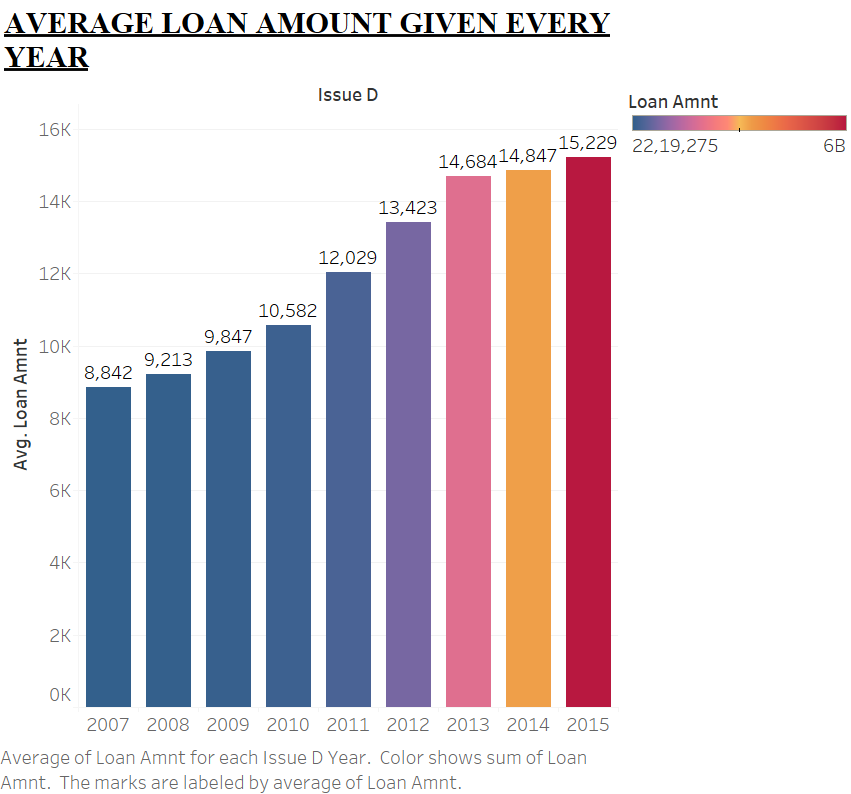 AVERAGE LOAN AMOUNT GIVEN EVERY
YEAR
Issue D
Loan Amnt
22,19,275 6B
Avg. Loan Amnt
16K
14K
12K
10K
8K
6K
4K
2K
0K
8,842
9,213
9,847
10,582
12,029
13,423
14,684
14,847
15,229
2007 2008 2009 2010 2011 2012 2013 2014 2015
Average of Loan Amnt for each Issue D Year.  Color shows sum of Loan
Amnt.  The marks are labeled by average of Loan Amnt.